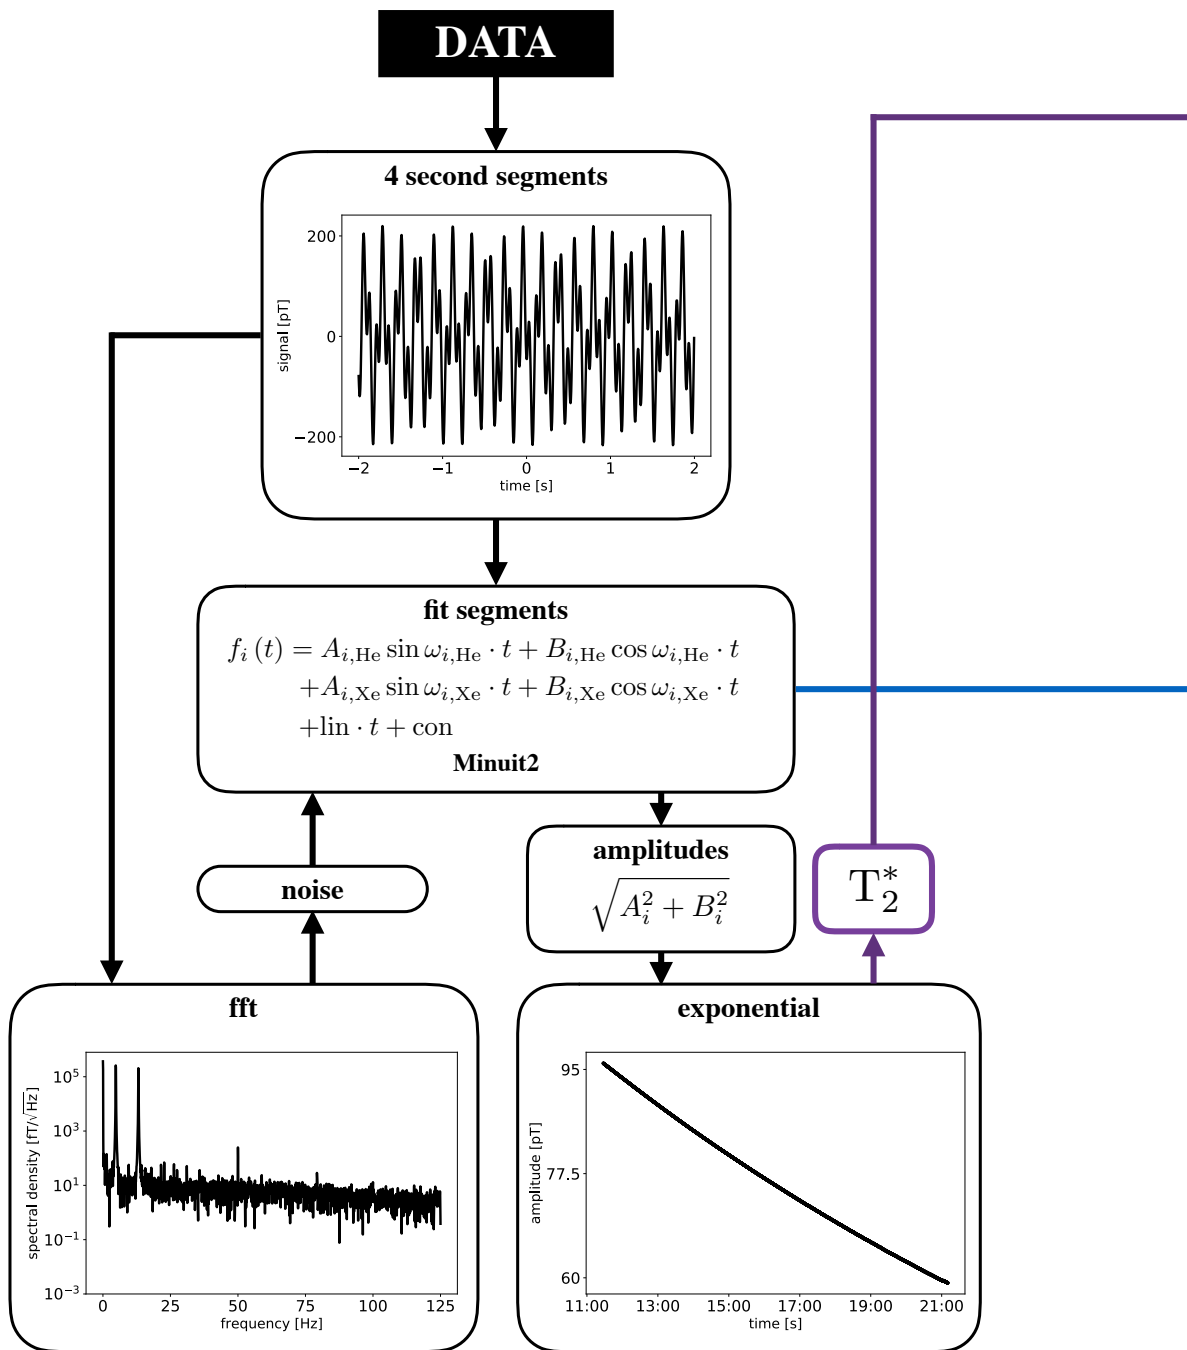 DATA
4 second segments
200
0
−200
signal [pT]
−2 −1 0 1 2
time [s]
fit segments
f_i (t) = A_{i,He} sin ω_{i,He} · t + B_{i,He} cos ω_{i,He} · t
+A_{i,Xe} sin ω_{i,Xe} · t + B_{i,Xe} cos ω_{i,Xe} · t
+lin · t + con
Minuit2
noise
amplitudes
√(A_i^2 + B_i^2)
T_2^*
fft
10^5
10^3
10^1
10^−1
10^−3
spectral density [fT/√Hz]
0 25 50 75 100 125
frequency [Hz]
exponential
95
77.5
60
amplitude [pT]
11:00 13:00 15:00 17:00 19:00 21:00
time [s]